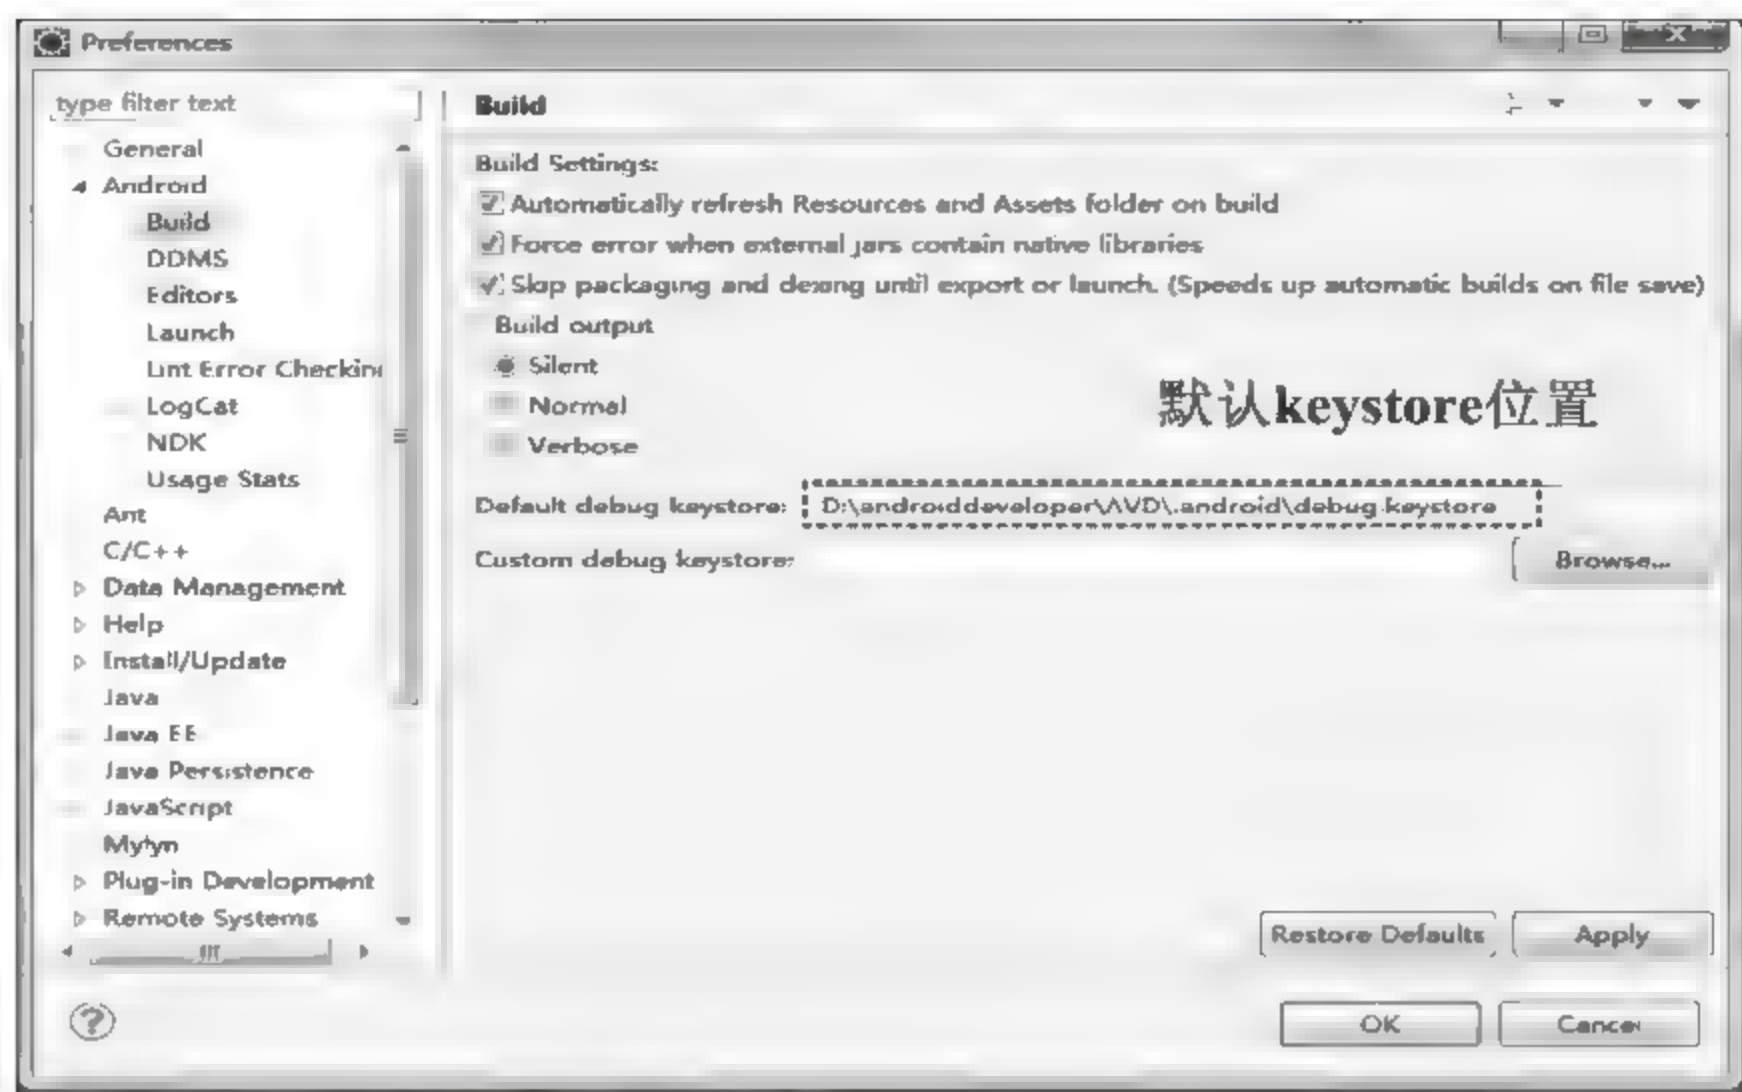 Preferences
type filter text
General
Android
Build
DDMS
Editors
Launch
Lint Error Checkin
LogCat
NDK
Usage Stats
Ant
C/C++
Data Management
Help
Install/Update
Java
Java EE
Java Persistence
JavaScript
Mylyn
Plug-in Development
Remote Systems
Build
Build Settings:
Automatically refresh Resources and Assets folder on build
Force error when external jars contain native libraries
Skip packaging and dexing until export or launch. (Speeds up automatic builds on file save)
Build output
Silent
Normal
Verbose
默认keystore位置
Default debug keystore: D:\androiddeveloper\AVD\.android\debug.keystore
Custom debug keystore: Browse...
Restore Defaults Apply
OK Cancel